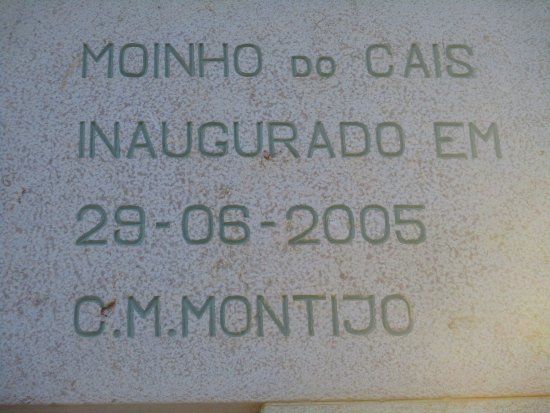 MOINHO DO CAIS
INAUGURADO EM
29-06-2005
C.M.MONTIJO